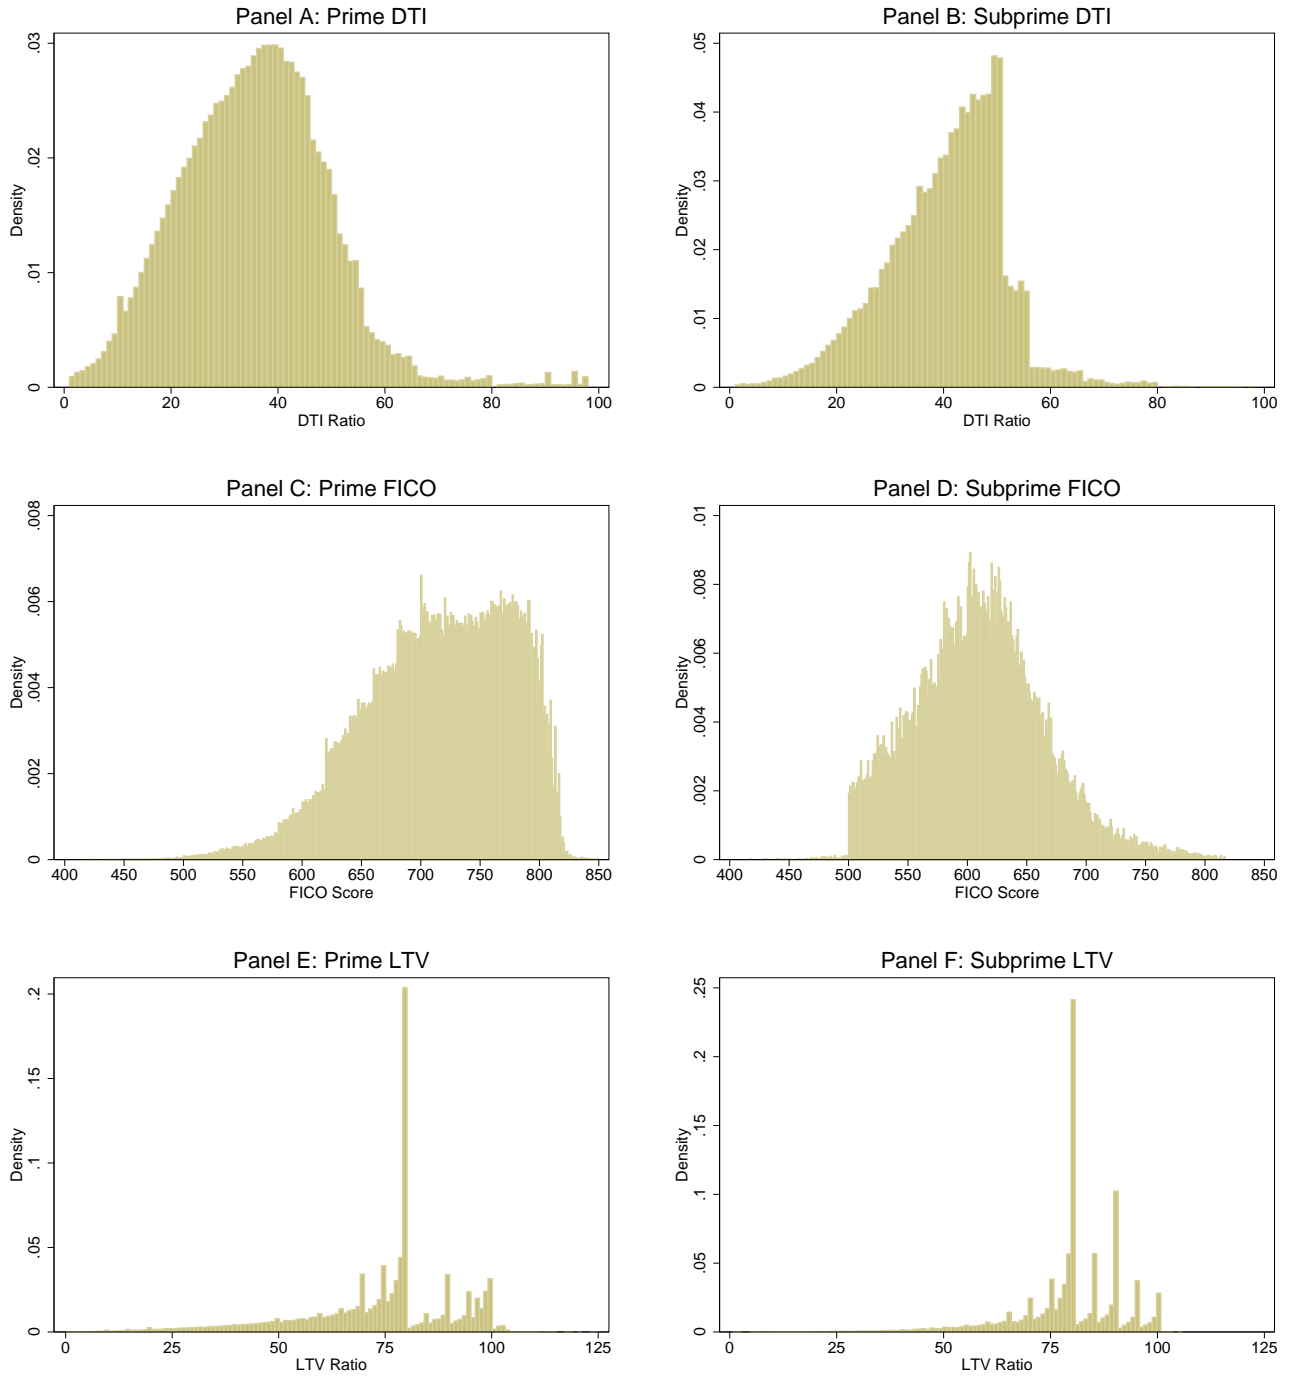 Panel A: Prime DTI
Density
0 .01 .02 .03
0 20 40 60 80 100
DTI Ratio
Panel B: Subprime DTI
Density
0 .01 .02 .03 .04 .05
0 20 40 60 80 100
DTI Ratio
Panel C: Prime FICO
Density
0 .002 .004 .006 .008
400 450 500 550 600 650 700 750 800 850
FICO Score
Panel D: Subprime FICO
Density
0 .002 .004 .006 .008 .01
400 450 500 550 600 650 700 750 800 850
FICO Score
Panel E: Prime LTV
Density
0 .05 .1 .15 .2
0 25 50 75 100 125
LTV Ratio
Panel F: Subprime LTV
Density
0 .05 .1 .15 .2 .25
0 25 50 75 100 125
LTV Ratio